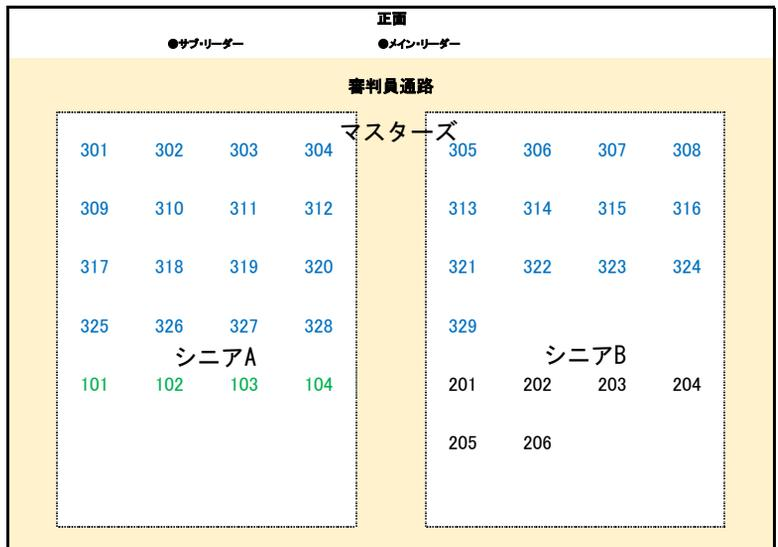 正面
●サブ・リーダー ●メイン・リーダー
審判員通路
マスターズ
301 302 303 304 305 306 307 308
309 310 311 312 313 314 315 316
317 318 319 320 321 322 323 324
325 326 327 328 329
シニアA シニアB
101 102 103 104 201 202 203 204
205 206